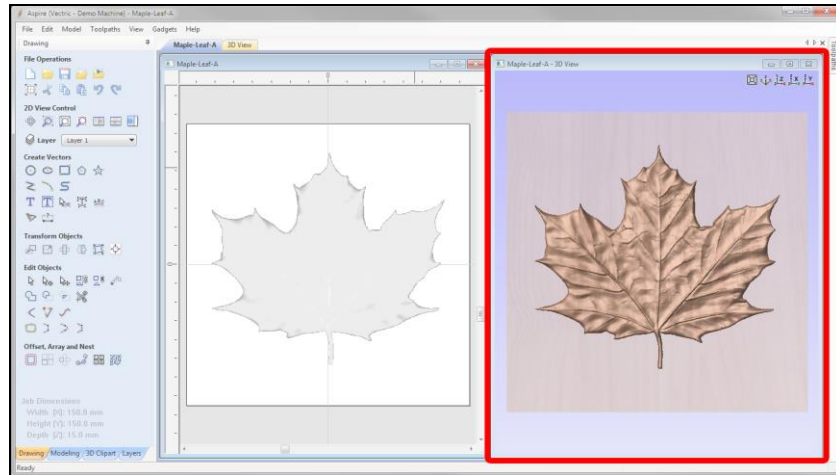 Aspire (Vectric - Demo Machine) - Maple-Leaf-A
File Edit Model Toolpaths View Gadgets Help
Drawing
File Operations
2D View Control
Layer Layer 1
Create Vectors
Transform Objects
Edit Objects
Offset, Array and Nest
Job Dimensions
Width (X): 150.0 mm
Height (Y): 150.0 mm
Depth (Z): 15.0 mm
Drawing Modeling 3D Clipart Layers
Ready
Maple-Leaf-A 3D View
Maple-Leaf-A
0
0
Maple-Leaf-A - 3D View
Toolpaths